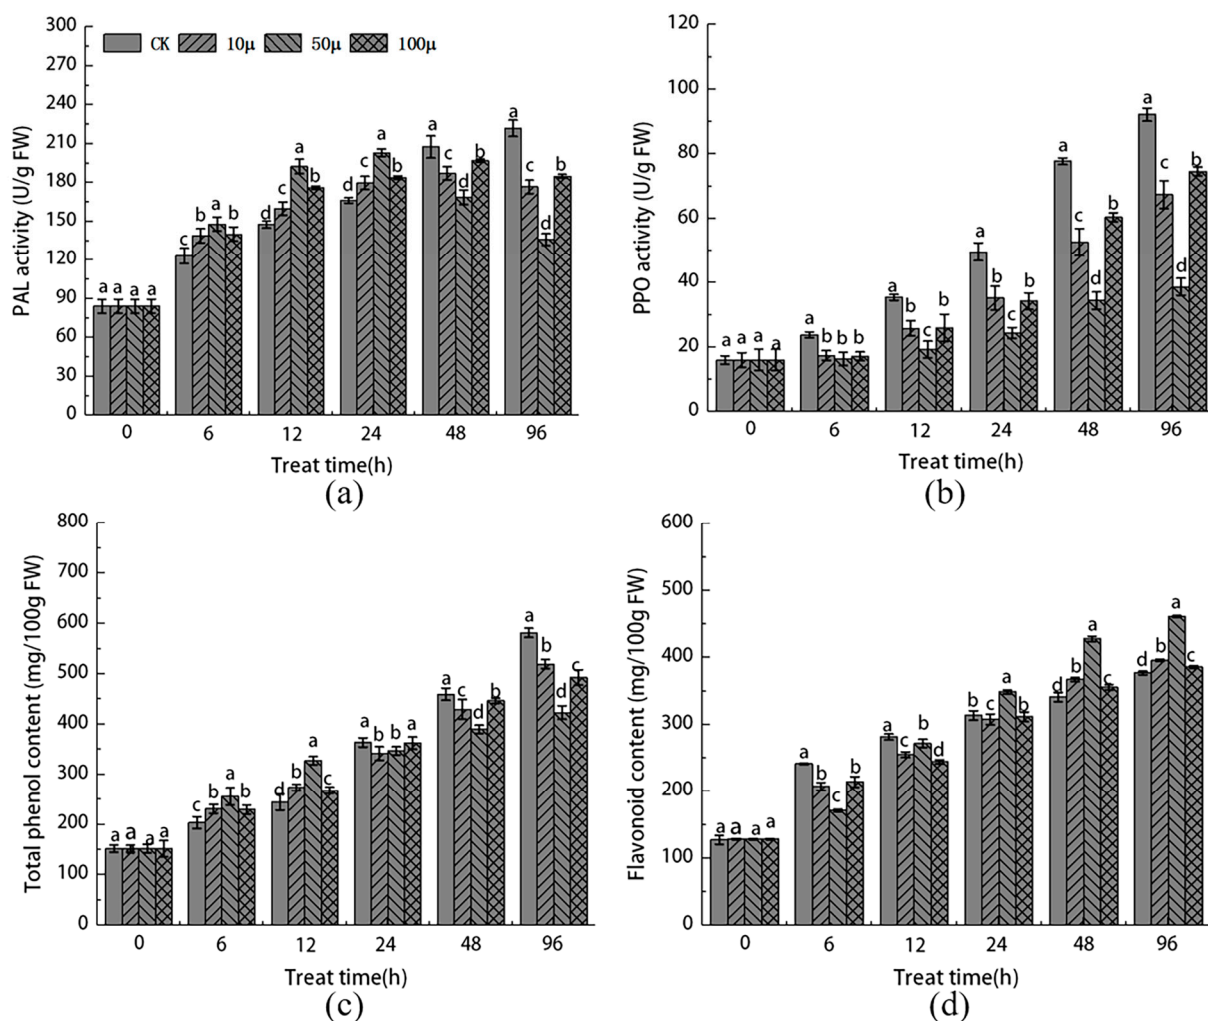 300
270
240
210
180
150
120
90
60
30
0
PAL activity (U/g FW)
CK 10μ 50μ 100μ
a a a a
c b a b
d c a b
d c a b
a c d b
a c d b
0 6 12 24 48 96
Treat time(h)
(a)
120
100
80
60
40
20
0
PPO activity (U/g FW)
a a a a
a b b b
a b c b
a b c b
a c d b
a c d b
0 6 12 24 48 96
Treat time(h)
(b)
800
700
600
500
400
300
200
100
0
Total phenol content (mg/100g FW)
a a a a
c b a b
d b a c
a b b a
a c d b
a b d c
0 6 12 24 48 96
Treat time(h)
(c)
600
500
400
300
200
100
0
Flavonoid content (mg/100g FW)
a a a a
a b c b
a c b d
b c a b
d b a c
d b a c
0 6 12 24 48 96
Treat time(h)
(d)